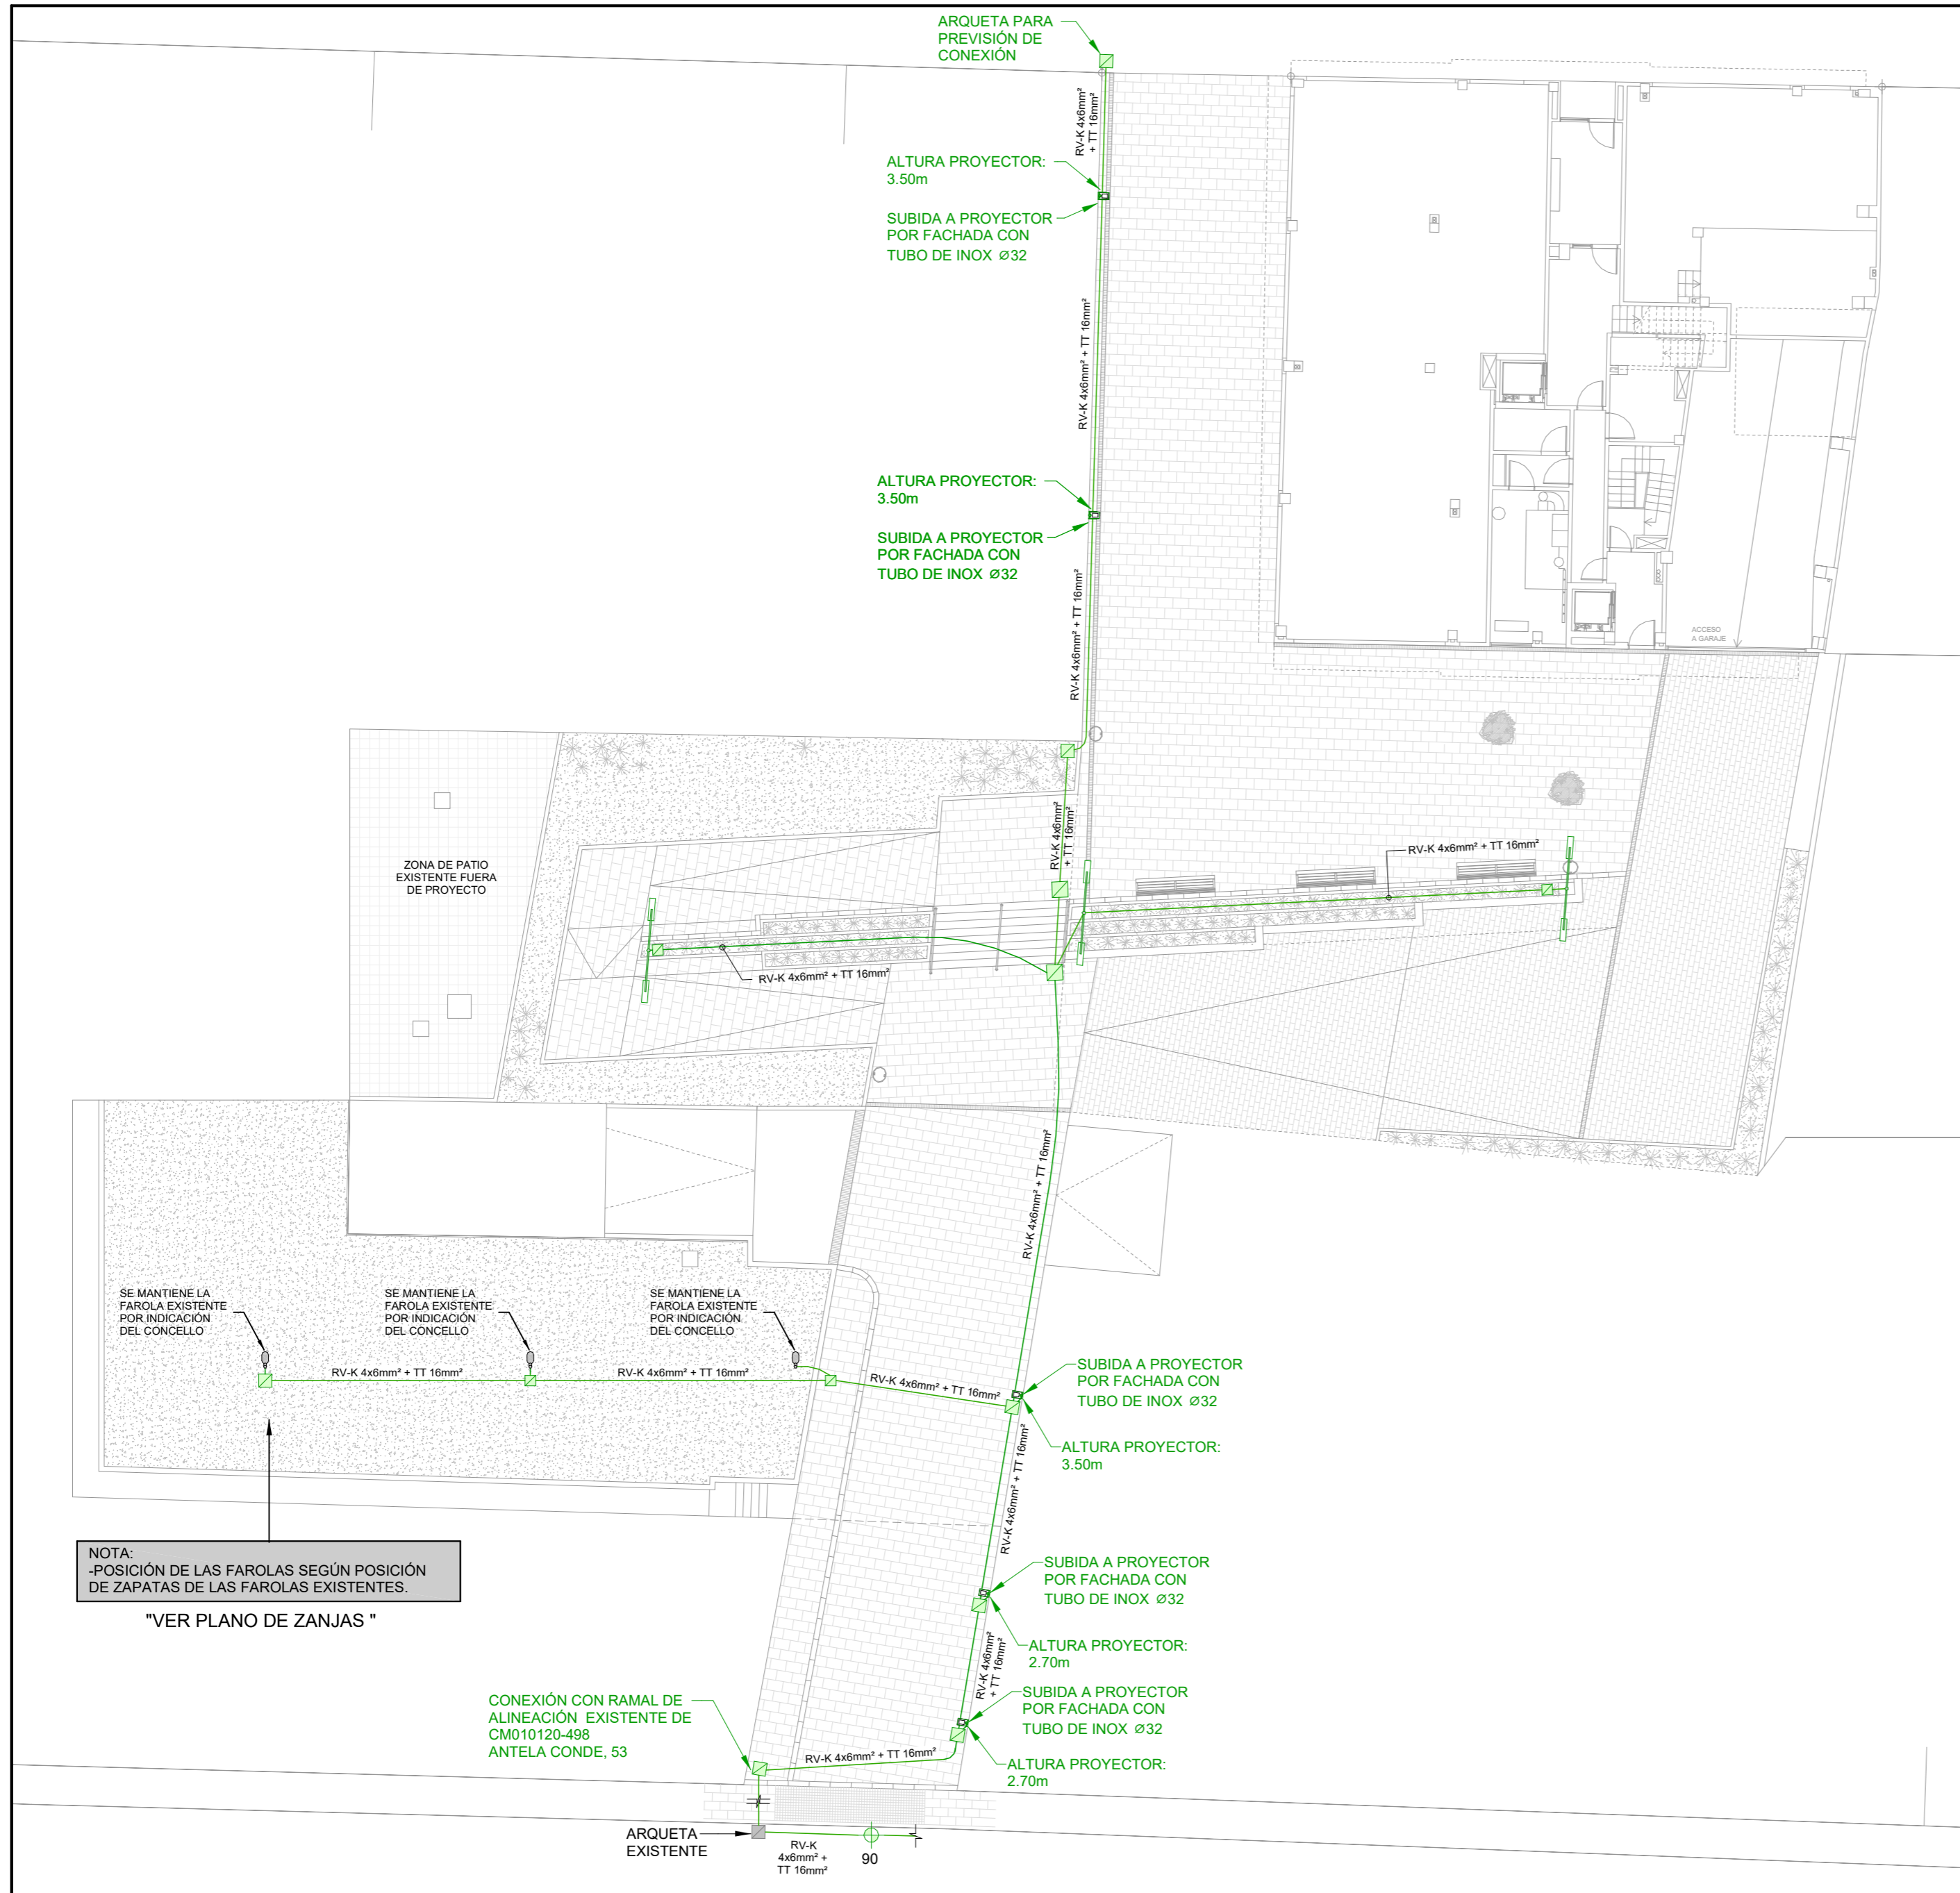 ARQUETA PARA
PREVISIÓN DE
CONEXIÓN
RV-K 4x6mm²
+ TT 16mm²
ALTURA PROYECTOR:
3.50m
SUBIDA A PROYECTOR
POR FACHADA CON
TUBO DE INOX Ø32
RV-K 4x6mm² + TT 16mm²
ALTURA PROYECTOR:
3.50m
SUBIDA A PROYECTOR
POR FACHADA CON
TUBO DE INOX Ø32
RV-K 4x6mm² + TT 16mm²
ACCESO
A GARAJE
RV-K 4x6mm²
+ TT 16mm²
RV-K 4x6mm² + TT 16mm²
ZONA DE PATIO
EXISTENTE FUERA
DE PROYECTO
RV-K 4x6mm² + TT 16mm²
RV-K 4x6mm² + TT 16mm²
SE MANTIENE LA
FAROLA EXISTENTE
POR INDICACIÓN
DEL CONCELLO
SE MANTIENE LA
FAROLA EXISTENTE
POR INDICACIÓN
DEL CONCELLO
SE MANTIENE LA
FAROLA EXISTENTE
POR INDICACIÓN
DEL CONCELLO
RV-K 4x6mm² + TT 16mm²
RV-K 4x6mm² + TT 16mm²
RV-K 4x6mm² + TT 16mm²
SUBIDA A PROYECTOR
POR FACHADA CON
TUBO DE INOX Ø32
ALTURA PROYECTOR:
3.50m
RV-K 4x6mm² + TT 16mm²
NOTA:
-POSICIÓN DE LAS FAROLAS SEGÚN POSICIÓN
DE ZAPATAS DE LAS FAROLAS EXISTENTES.
"VER PLANO DE ZANJAS "
SUBIDA A PROYECTOR
POR FACHADA CON
TUBO DE INOX Ø32
ALTURA PROYECTOR:
2.70m
RV-K 4x6mm²
+ TT 16mm²
SUBIDA A PROYECTOR
POR FACHADA CON
TUBO DE INOX Ø32
ALTURA PROYECTOR:
2.70m
CONEXIÓN CON RAMAL DE
ALINEACIÓN EXISTENTE DE
CM010120-498
ANTELA CONDE, 53
RV-K 4x6mm² + TT 16mm²
ARQUETA
EXISTENTE
RV-K
4x6mm² +
TT 16mm²
90